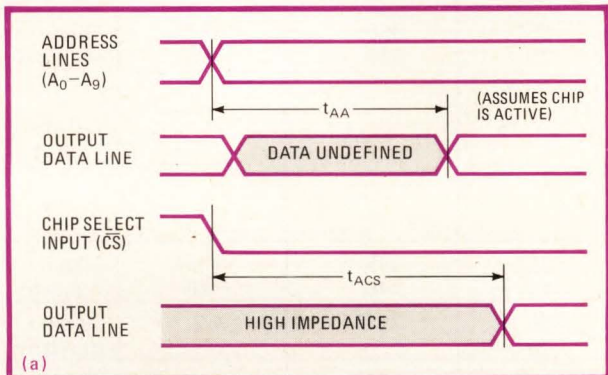 ADDRESS
LINES
(A₀–A₉)
tAA
(ASSUMES CHIP
IS ACTIVE)
OUTPUT
DATA LINE
DATA UNDEFINED
CHIP SELECT
INPUT (C̅S̅)
tACS
OUTPUT
DATA LINE
HIGH IMPEDANCE
(a)